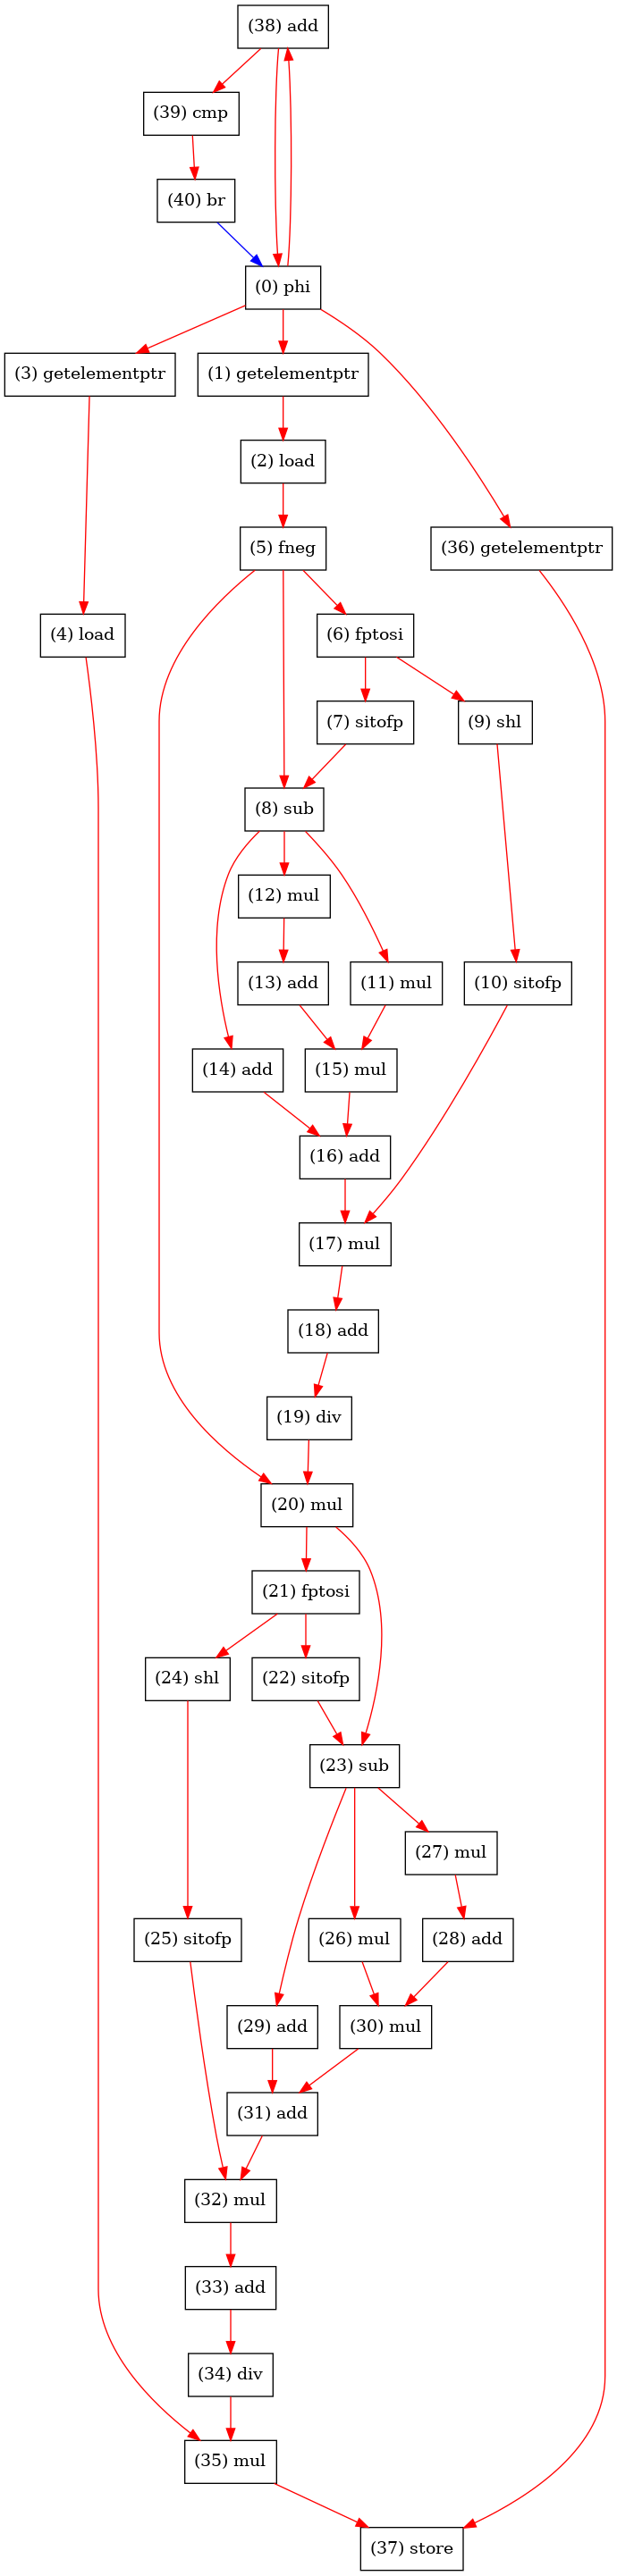 (38) add
(39) cmp
(40) br
(0) phi
(3) getelementptr
(1) getelementptr
(2) load
(5) fneg
(36) getelementptr
(4) load
(6) fptosi
(7) sitofp
(9) shl
(8) sub
(12) mul
(13) add
(11) mul
(10) sitofp
(14) add
(15) mul
(16) add
(17) mul
(18) add
(19) div
(20) mul
(21) fptosi
(24) shl
(22) sitofp
(23) sub
(27) mul
(25) sitofp
(26) mul
(28) add
(29) add
(30) mul
(31) add
(32) mul
(33) add
(34) div
(35) mul
(37) store